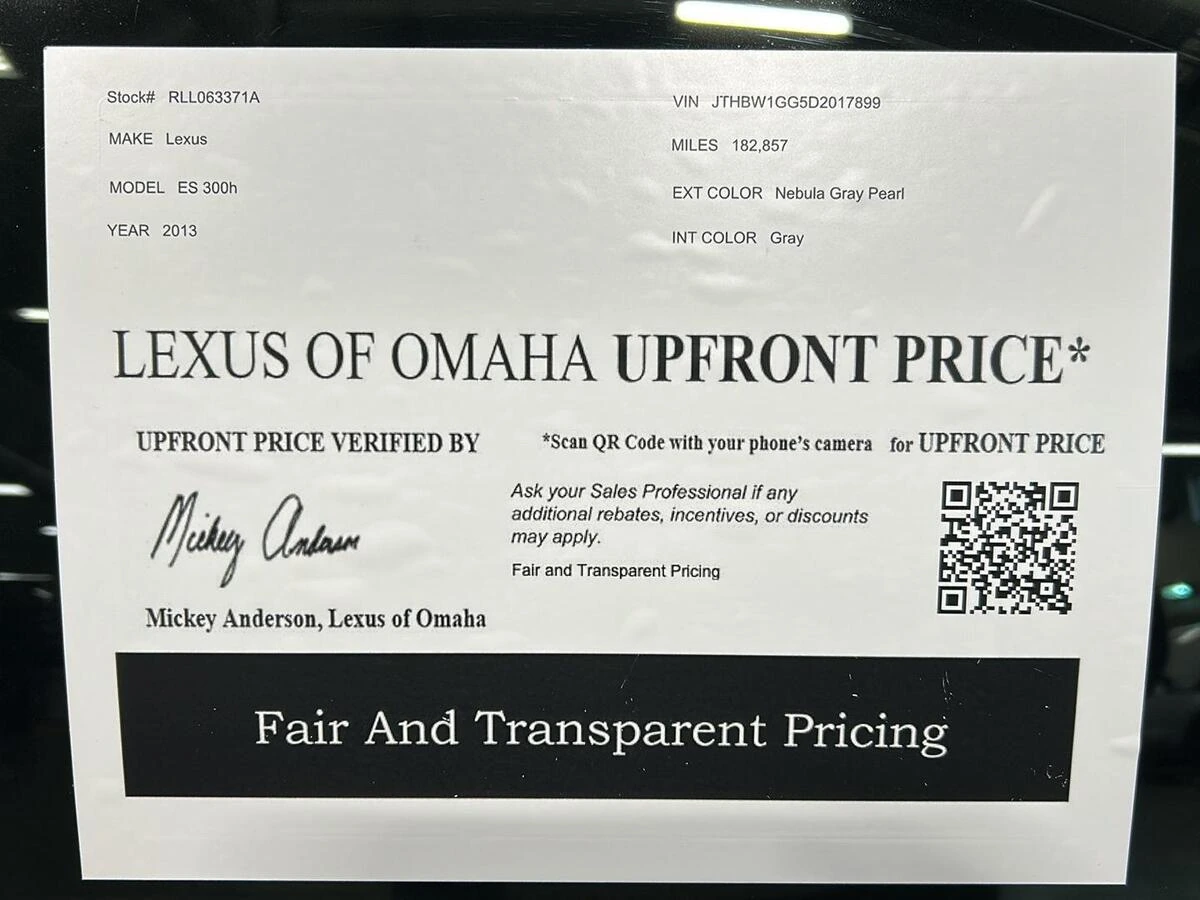 Stock# RLL063371A
VIN JTHBW1GG5D2017899
MAKE Lexus
MILES 182,857
MODEL ES 300h
EXT COLOR Nebula Gray Pearl
YEAR 2013
INT COLOR Gray
LEXUS OF OMAHA UPFRONT PRICE*
UPFRONT PRICE VERIFIED BY
*Scan QR Code with your phone's camera for UPFRONT PRICE
Mickey Anderson
Ask your Sales Professional if any
additional rebates, incentives, or discounts
may apply.
Fair and Transparent Pricing
Mickey Anderson, Lexus of Omaha
Fair And Transparent Pricing